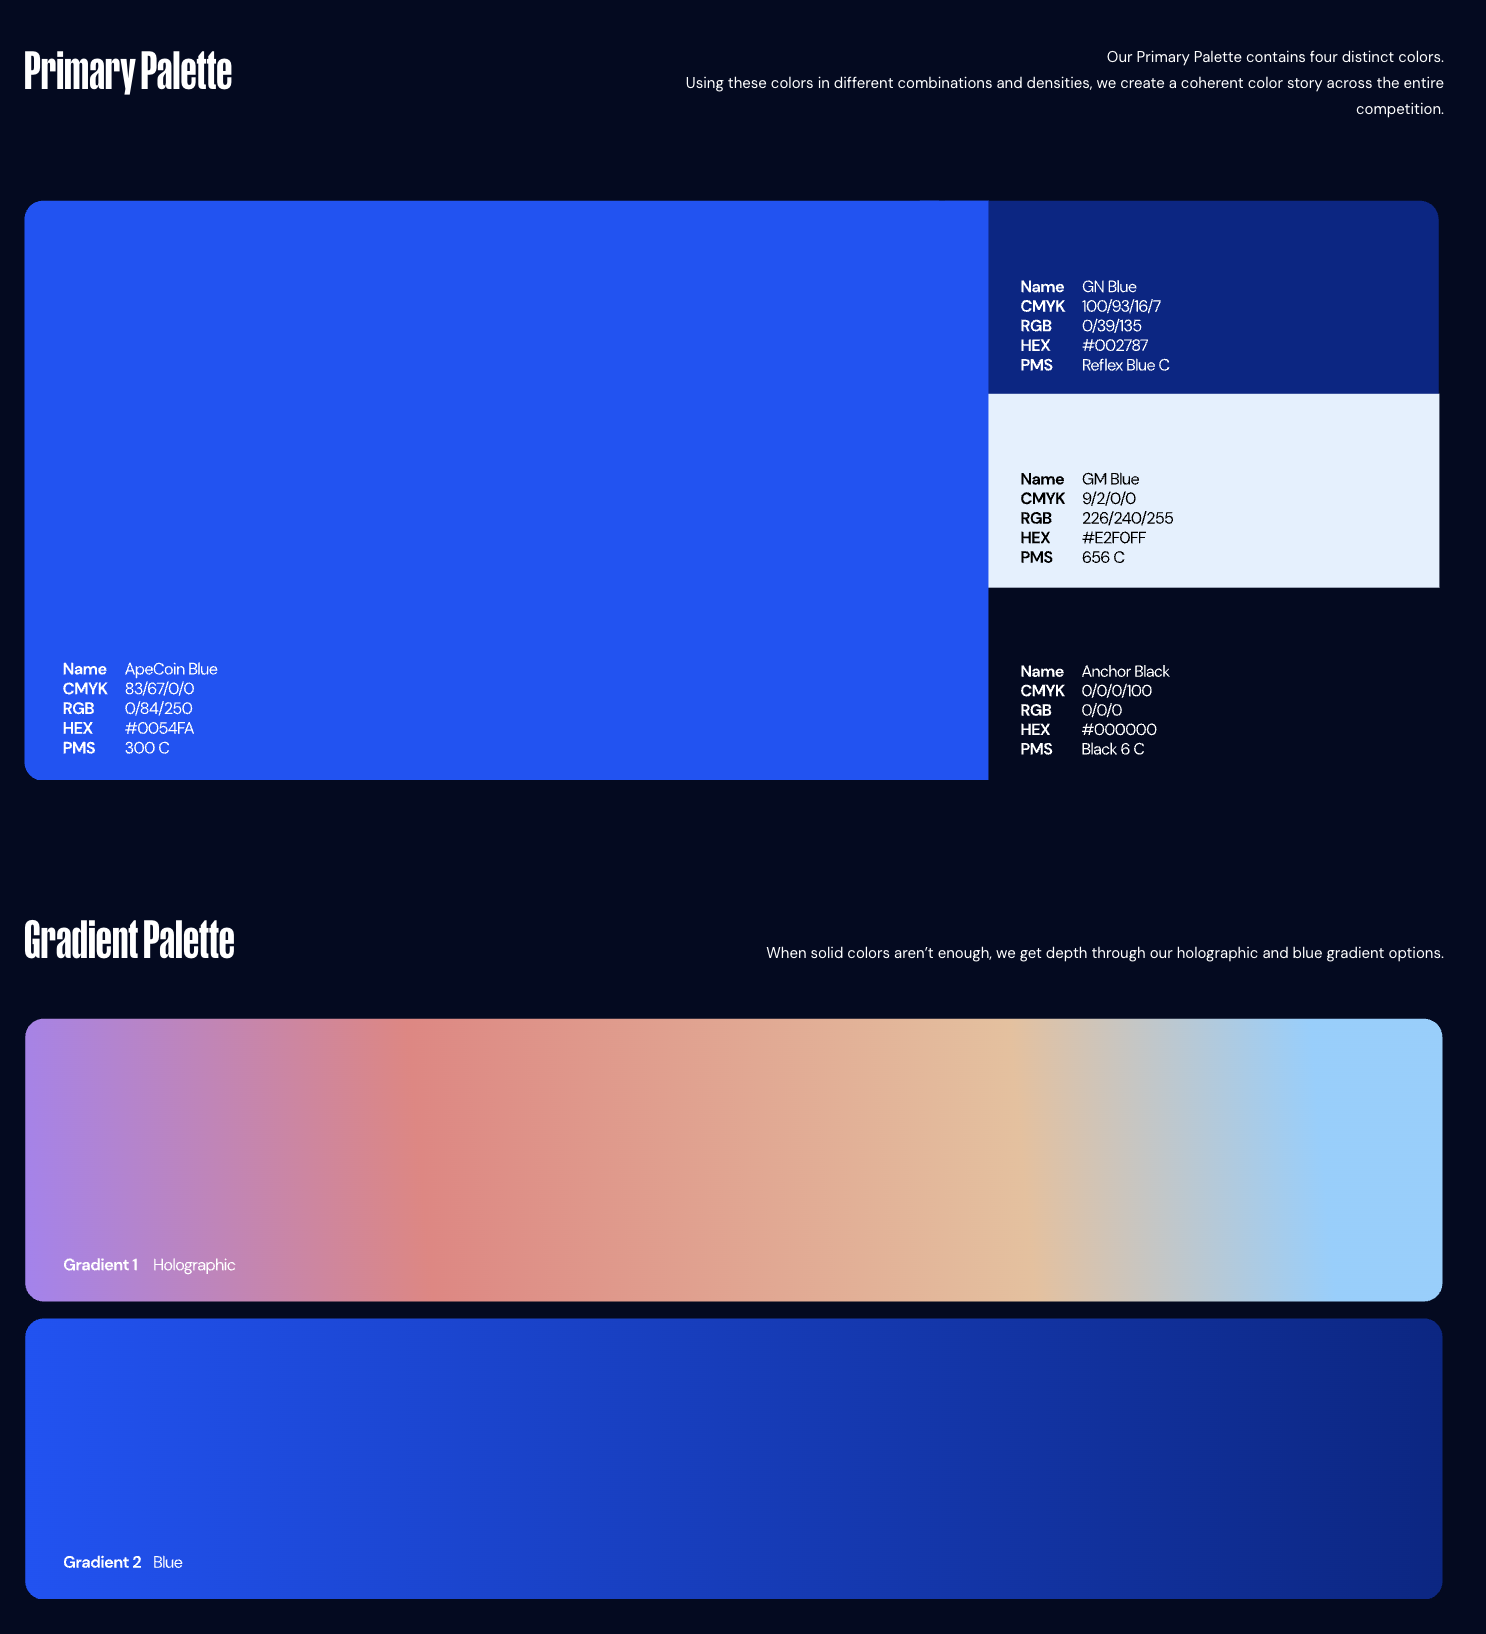 Primary Palette
Our Primary Palette contains four distinct colors.
Using these colors in different combinations and densities, we create a coherent color story across the entire
competition.
Name GN Blue
CMYK 100/93/16/7
RGB 0/39/135
HEX #002787
PMS Reflex Blue C
Name GM Blue
CMYK 9/2/0/0
RGB 226/240/255
HEX #E2F0FF
PMS 656 C
Name ApeCoin Blue
CMYK 83/67/0/0
RGB 0/84/250
HEX #0054FA
PMS 300 C
Name Anchor Black
CMYK 0/0/0/100
RGB 0/0/0
HEX #000000
PMS Black 6 C
Gradient Palette
When solid colors aren’t enough, we get depth through our holographic and blue gradient options.
Gradient 1 Holographic
Gradient 2 Blue